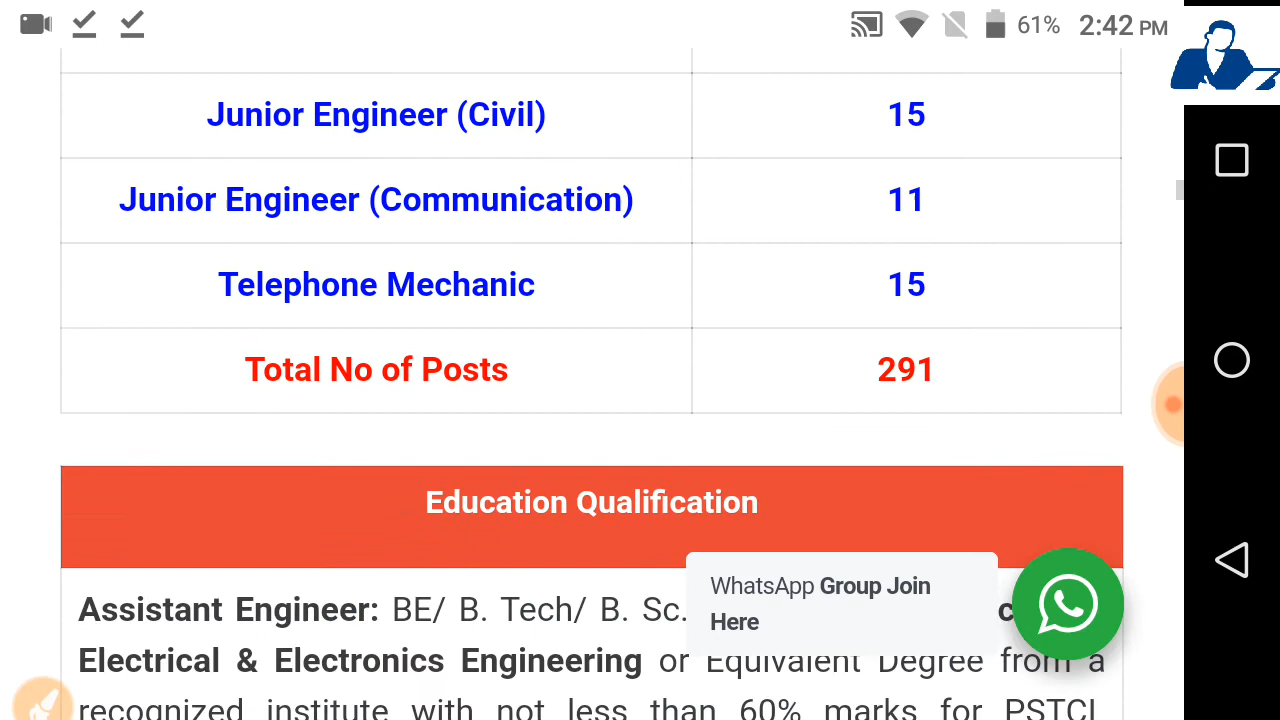 61% 2:42 PM
Junior Engineer (Civil) 15
Junior Engineer (Communication) 11
Telephone Mechanic 15
Total No of Posts 291
Education Qualification
WhatsApp Group Join
Here
Assistant Engineer: BE/ B. Tech/ B. Sc.
Electrical & Electronics Engineering or Equivalent Degree from a
recognized institute with not less than 60% marks for PSTCL